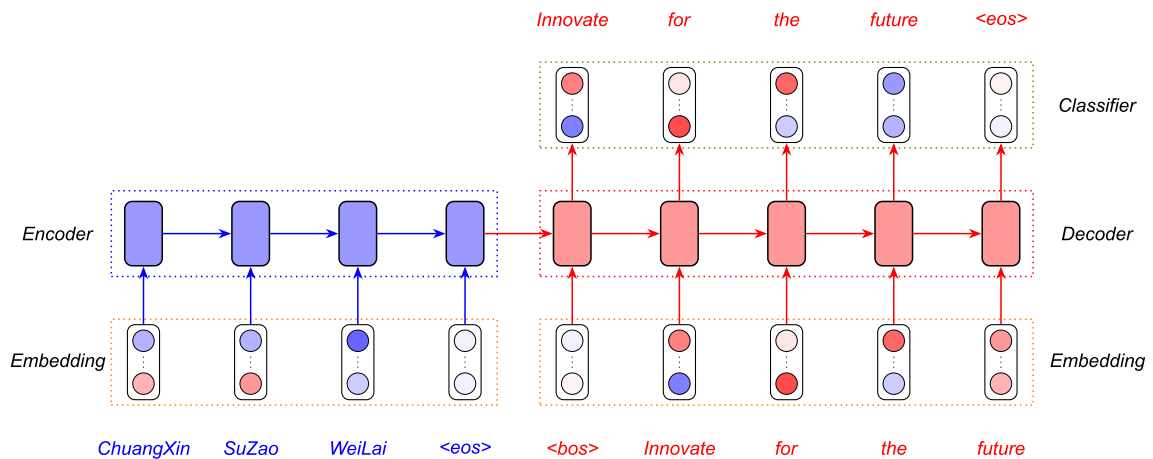 Innovate for the future <eos>
Classifier
Encoder
Decoder
Embedding
Embedding
ChuangXin SuZao WeiLai <eos> <bos> Innovate for the future